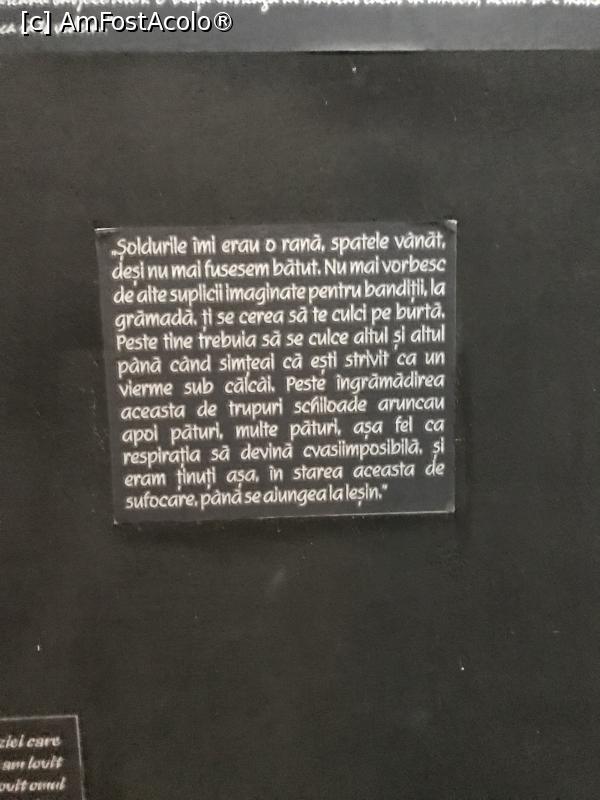 [c] AmFostAcolo®
„Șoldurile îmi erau o rană, spatele vânăt,
deși nu mai fusesem bătut. Nu mai vorbesc
de alte suplicii imaginate pentru bandiții, la
grămadă, ți se cerea să te culci pe burtă.
Peste tine trebuia să se culce altul și altul
până când simțeai că ești strivit ca un
vierme sub călcâi. Peste îngrămădirea
aceasta de trupuri schiloade aruncau
apoi pături, multe pături, așa fel ca
respirația să devină cvasiimposibilă, și
eram ținuți așa, în starea aceasta de
sufocare, până se ajungea la leșin."
care
am lovit
omul